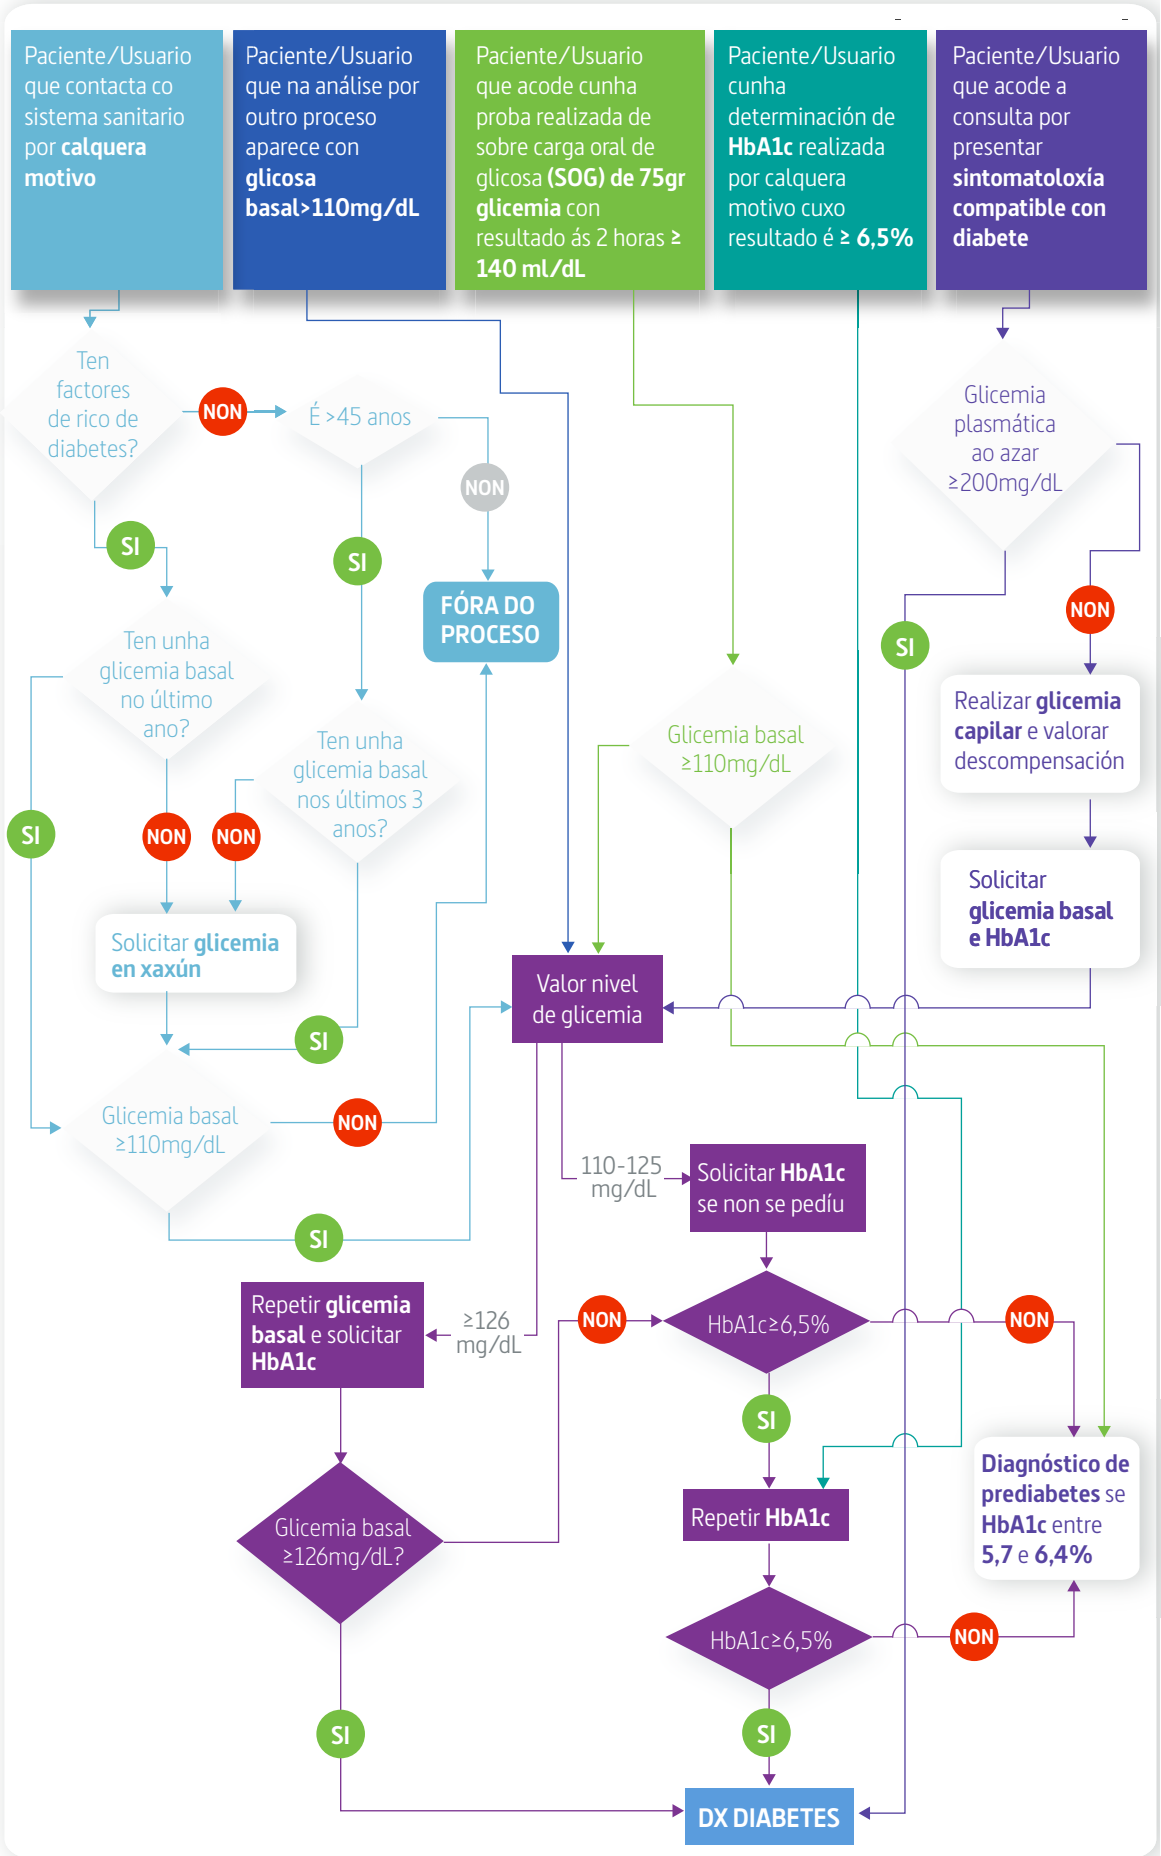 Paciente/Usuario
que contacta co
sistema sanitario
por calquera
motivo
Paciente/Usuario
que na análise por
outro proceso
aparece con
glicosa
basal>110mg/dL
Paciente/Usuario
que acode cunha
proba realizada de
sobre carga oral de
glicosa (SOG) de 75gr
glicemia con
resultado ás 2 horas ≥
140 ml/dL
Paciente/Usuario
cunha
determinación de
HbA1c realizada
por calquera
motivo cuxo
resultado é ≥ 6,5%
Paciente/Usuario
que acode a
consulta por
presentar
sintomatoloxía
compatible con
diabete
Ten
factores
de rico de
diabetes?
NON
É >45 anos
NON
SI
SI
FÓRA DO
PROCESO
Glicemia
plasmática
ao azar
≥200mg/dL
NON
SI
Ten unha
glicemia basal
no último
ano?
Ten unha
glicemia basal
nos últimos 3
anos?
Glicemia basal
≥110mg/dL
Realizar glicemia
capilar e valorar
descompensación
SI
NON
NON
Solicitar
glicemia basal
e HbA1c
Solicitar glicemia
en xaxún
Valor nivel
de glicemia
SI
Glicemia basal
≥110mg/dL
NON
SI
110-125
mg/dL
Solicitar HbA1c
se non se pedíu
Repetir glicemia
basal e solicitar
HbA1c
≥126
mg/dL
NON
HbA1c≥6,5%
NON
SI
Glicemia basal
≥126mg/dL?
Repetir HbA1c
Diagnóstico de
prediabetes se
HbA1c entre
5,7 e 6,4%
HbA1c≥6,5%
NON
SI
SI
DX DIABETES